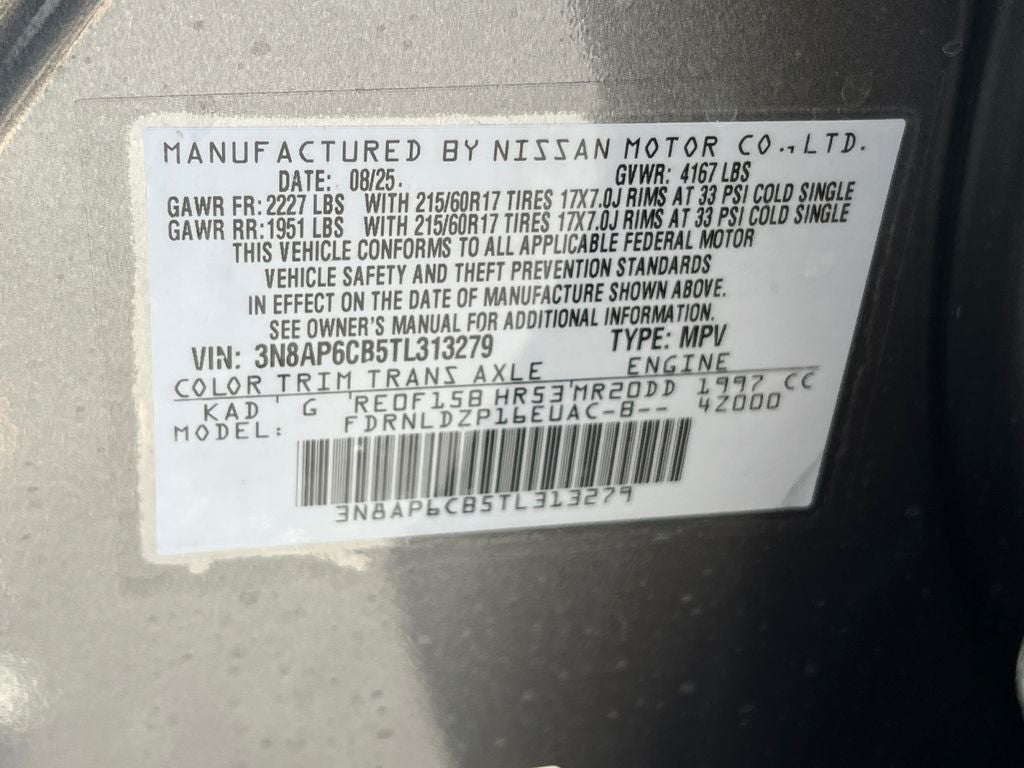 MANUFACTURED BY NISSAN MOTOR CO.,LTD.
DATE: 08/25. GVWR: 4167 LBS
GAWR FR: 2227 LBS WITH 215/60R17 TIRES 17X7.0J RIMS AT 33 PSI COLD SINGLE
GAWR RR: 1951 LBS WITH 215/60R17 TIRES 17X7.0J RIMS AT 33 PSI COLD SINGLE
THIS VEHICLE CONFORMS TO ALL APPLICABLE FEDERAL MOTOR
VEHICLE SAFETY AND THEFT PREVENTION STANDARDS
IN EFFECT ON THE DATE OF MANUFACTURE SHOWN ABOVE.
SEE OWNER'S MANUAL FOR ADDITIONAL INFORMATION.
VIN: 3N8AP6CB5TL313279 TYPE: MPV
COLOR TRIM TRANS AXLE ENGINE
KAD G RE0F15B HR53 MR20DD 1997 CC
MODEL: FDRNLDZP16EUAC-B-- 42000
3N8AP6CB5TL313279